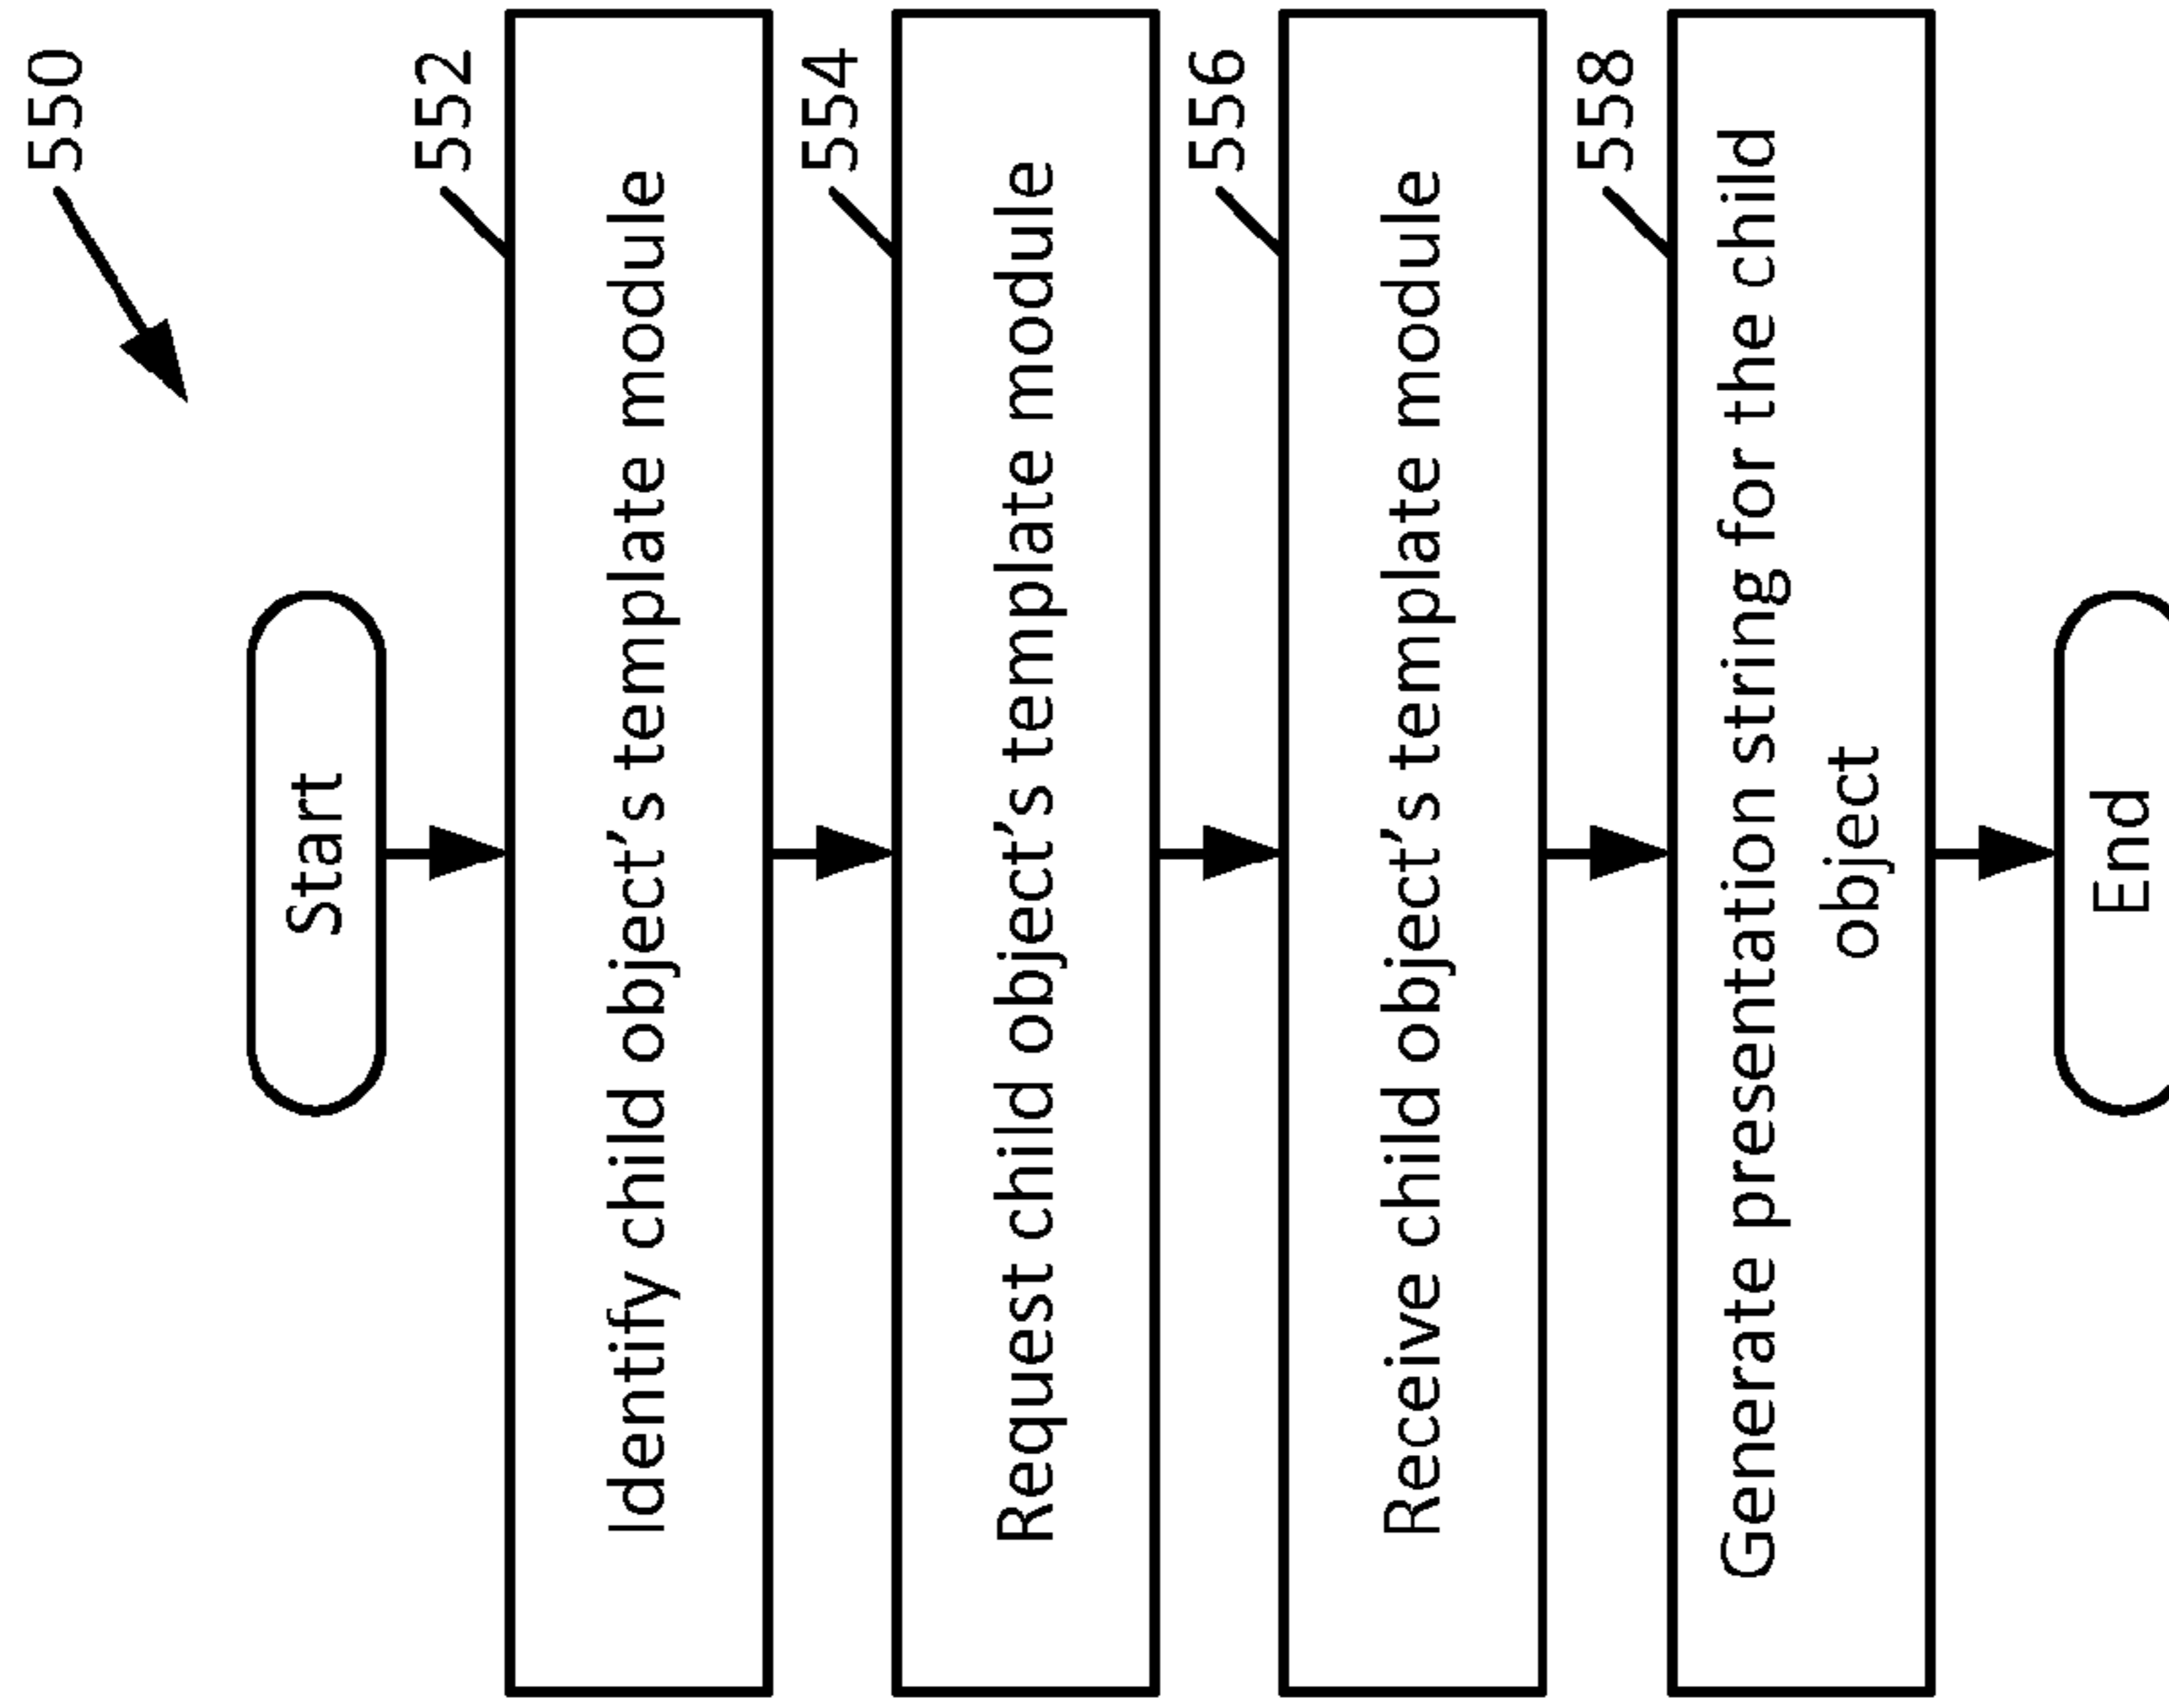 550
Start
552
Identify child object’s template module
554
Request child object’s template module
556
Receive child object’s template module
558
Generate presentation string for the child
object
End